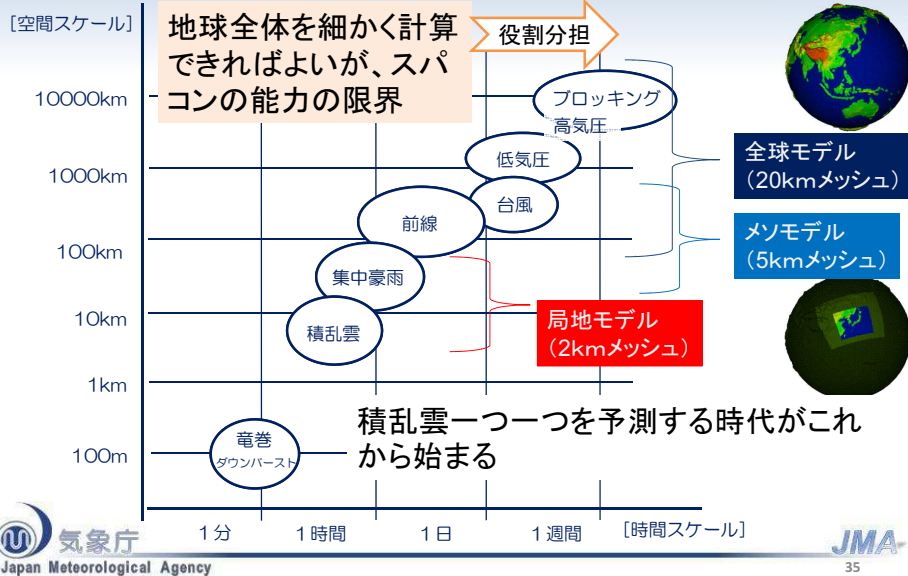 [空間スケール]
地球全体を細かく計算
できればよいが、スパ
コンの能力の限界
役割分担
10000km
ブロッキング
高気圧
低気圧
全球モデル
(20kmメッシュ)
1000km
台風
前線
メソモデル
(5kmメッシュ)
100km
集中豪雨
10km
積乱雲
局地モデル
(2kmメッシュ)
1km
積乱雲一つ一つを予測する時代がこれ
から始まる
100m
竜巻
ダウンバースト
1分
1時間
1日
1週間
[時間スケール]
気象庁
Japan Meteorological Agency
JMA
35